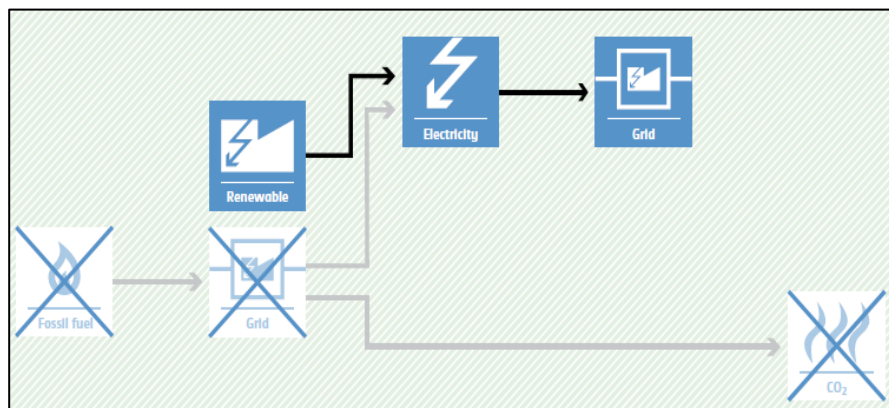 Electricity
Grid
Renewable
Fossil fuel
Grid
CO₂